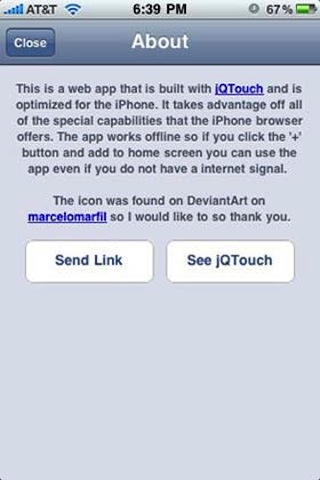 AT&T 6:39 PM 67%
Close About
This is a web app that is built with jQTouch and is
optimized for the iPhone. It takes advantage off all
of the special capabilities that the iPhone browser
offers. The app works offline so if you click the '+'
button and add to home screen you can use the
app even if you do not have a internet signal.
The icon was found on DeviantArt on
marcelomarfil so I would like to so thank you.
Send Link See jQTouch